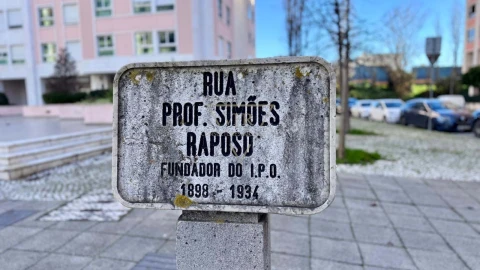 RUA
PROF. SIMÕES
RAPOSO
FUNDADOR DO I.P.O.
1898 - 1934